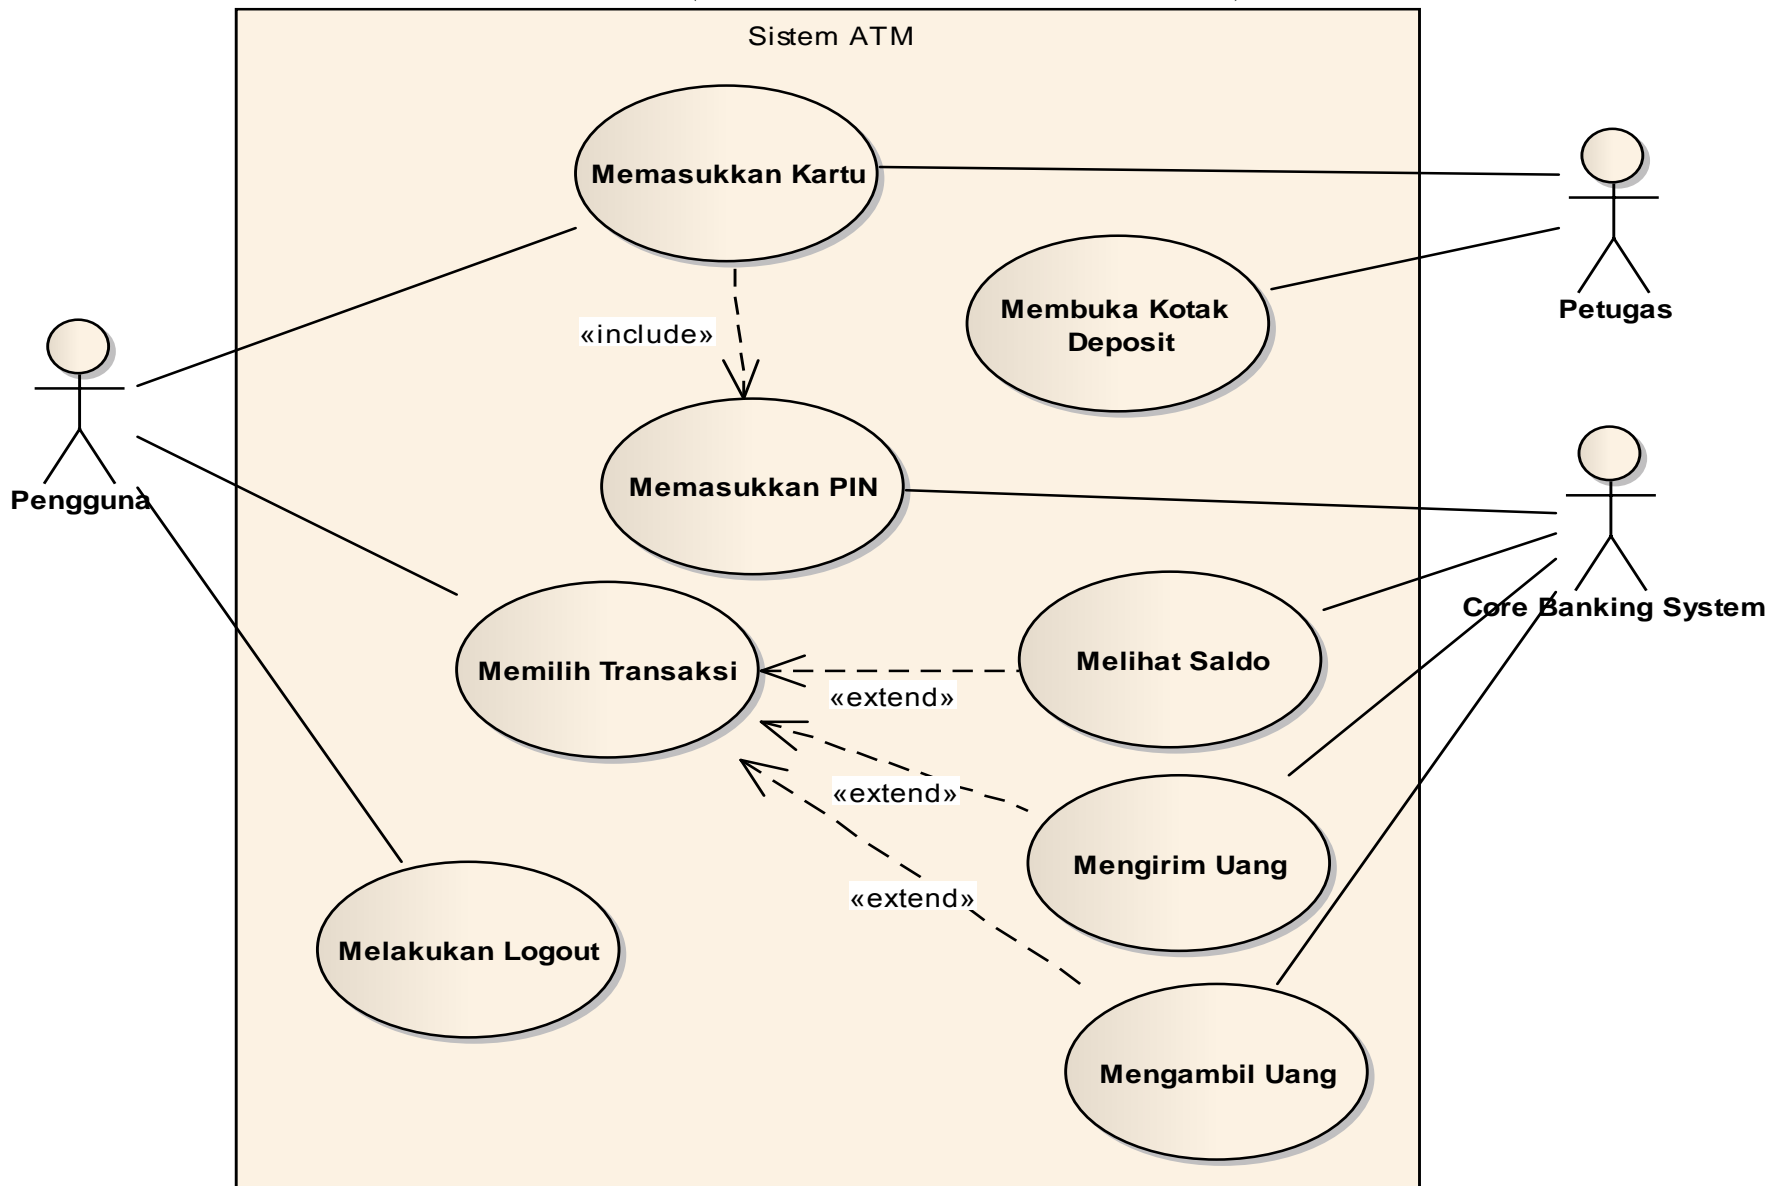 Sistem ATM
Memasukkan Kartu
Petugas
Membuka Kotak
Deposit
«include»
Pengguna
Memasukkan PIN
Core Banking System
Memilih Transaksi
Melihat Saldo
«extend»
«extend»
Mengirim Uang
«extend»
Melakukan Logout
Mengambil Uang